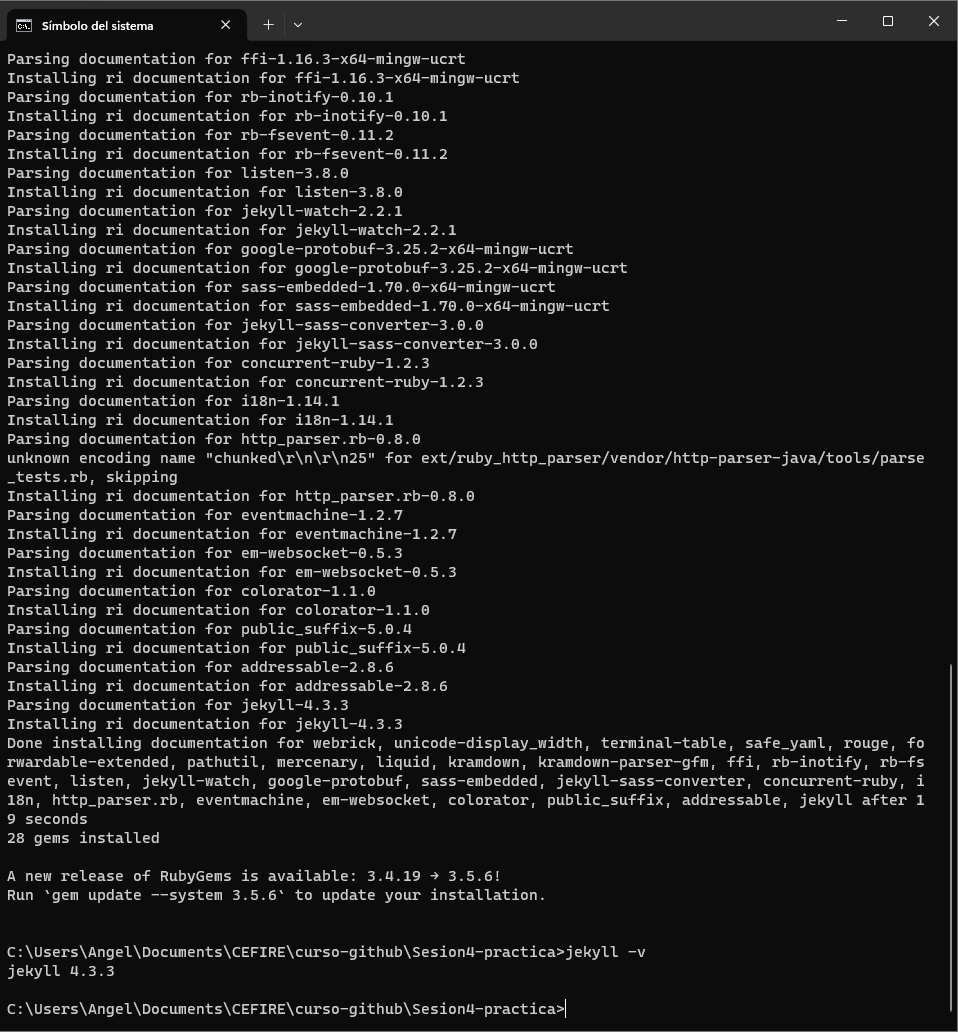 Símbolo del sistema
Parsing documentation for ffi-1.16.3-x64-mingw-ucrt
Installing ri documentation for ffi-1.16.3-x64-mingw-ucrt
Parsing documentation for rb-inotify-0.10.1
Installing ri documentation for rb-inotify-0.10.1
Parsing documentation for rb-fsevent-0.11.2
Installing ri documentation for rb-fsevent-0.11.2
Parsing documentation for listen-3.8.0
Installing ri documentation for listen-3.8.0
Parsing documentation for jekyll-watch-2.2.1
Installing ri documentation for jekyll-watch-2.2.1
Parsing documentation for google-protobuf-3.25.2-x64-mingw-ucrt
Installing ri documentation for google-protobuf-3.25.2-x64-mingw-ucrt
Parsing documentation for sass-embedded-1.70.0-x64-mingw-ucrt
Installing ri documentation for sass-embedded-1.70.0-x64-mingw-ucrt
Parsing documentation for jekyll-sass-converter-3.0.0
Installing ri documentation for jekyll-sass-converter-3.0.0
Parsing documentation for concurrent-ruby-1.2.3
Installing ri documentation for concurrent-ruby-1.2.3
Parsing documentation for i18n-1.14.1
Installing ri documentation for i18n-1.14.1
Parsing documentation for http_parser.rb-0.8.0
unknown encoding name "chunked\r\n\r\n25" for ext/ruby_http_parser/vendor/http-parser-java/tools/parse
_tests.rb, skipping
Installing ri documentation for http_parser.rb-0.8.0
Parsing documentation for eventmachine-1.2.7
Installing ri documentation for eventmachine-1.2.7
Parsing documentation for em-websocket-0.5.3
Installing ri documentation for em-websocket-0.5.3
Parsing documentation for colorator-1.1.0
Installing ri documentation for colorator-1.1.0
Parsing documentation for public_suffix-5.0.4
Installing ri documentation for public_suffix-5.0.4
Parsing documentation for addressable-2.8.6
Installing ri documentation for addressable-2.8.6
Parsing documentation for jekyll-4.3.3
Installing ri documentation for jekyll-4.3.3
Done installing documentation for webrick, unicode-display_width, terminal-table, safe_yaml, rouge, fo
rwardable-extended, pathutil, mercenary, liquid, kramdown, kramdown-parser-gfm, ffi, rb-inotify, rb-fs
event, listen, jekyll-watch, google-protobuf, sass-embedded, jekyll-sass-converter, concurrent-ruby, i
18n, http_parser.rb, eventmachine, em-websocket, colorator, public_suffix, addressable, jekyll after 1
9 seconds
28 gems installed
A new release of RubyGems is available: 3.4.19 → 3.5.6!
Run `gem update --system 3.5.6` to update your installation.
C:\Users\Angel\Documents\CEFIRE\curso-github\Sesion4-practica>jekyll -v
jekyll 4.3.3
C:\Users\Angel\Documents\CEFIRE\curso-github\Sesion4-practica>